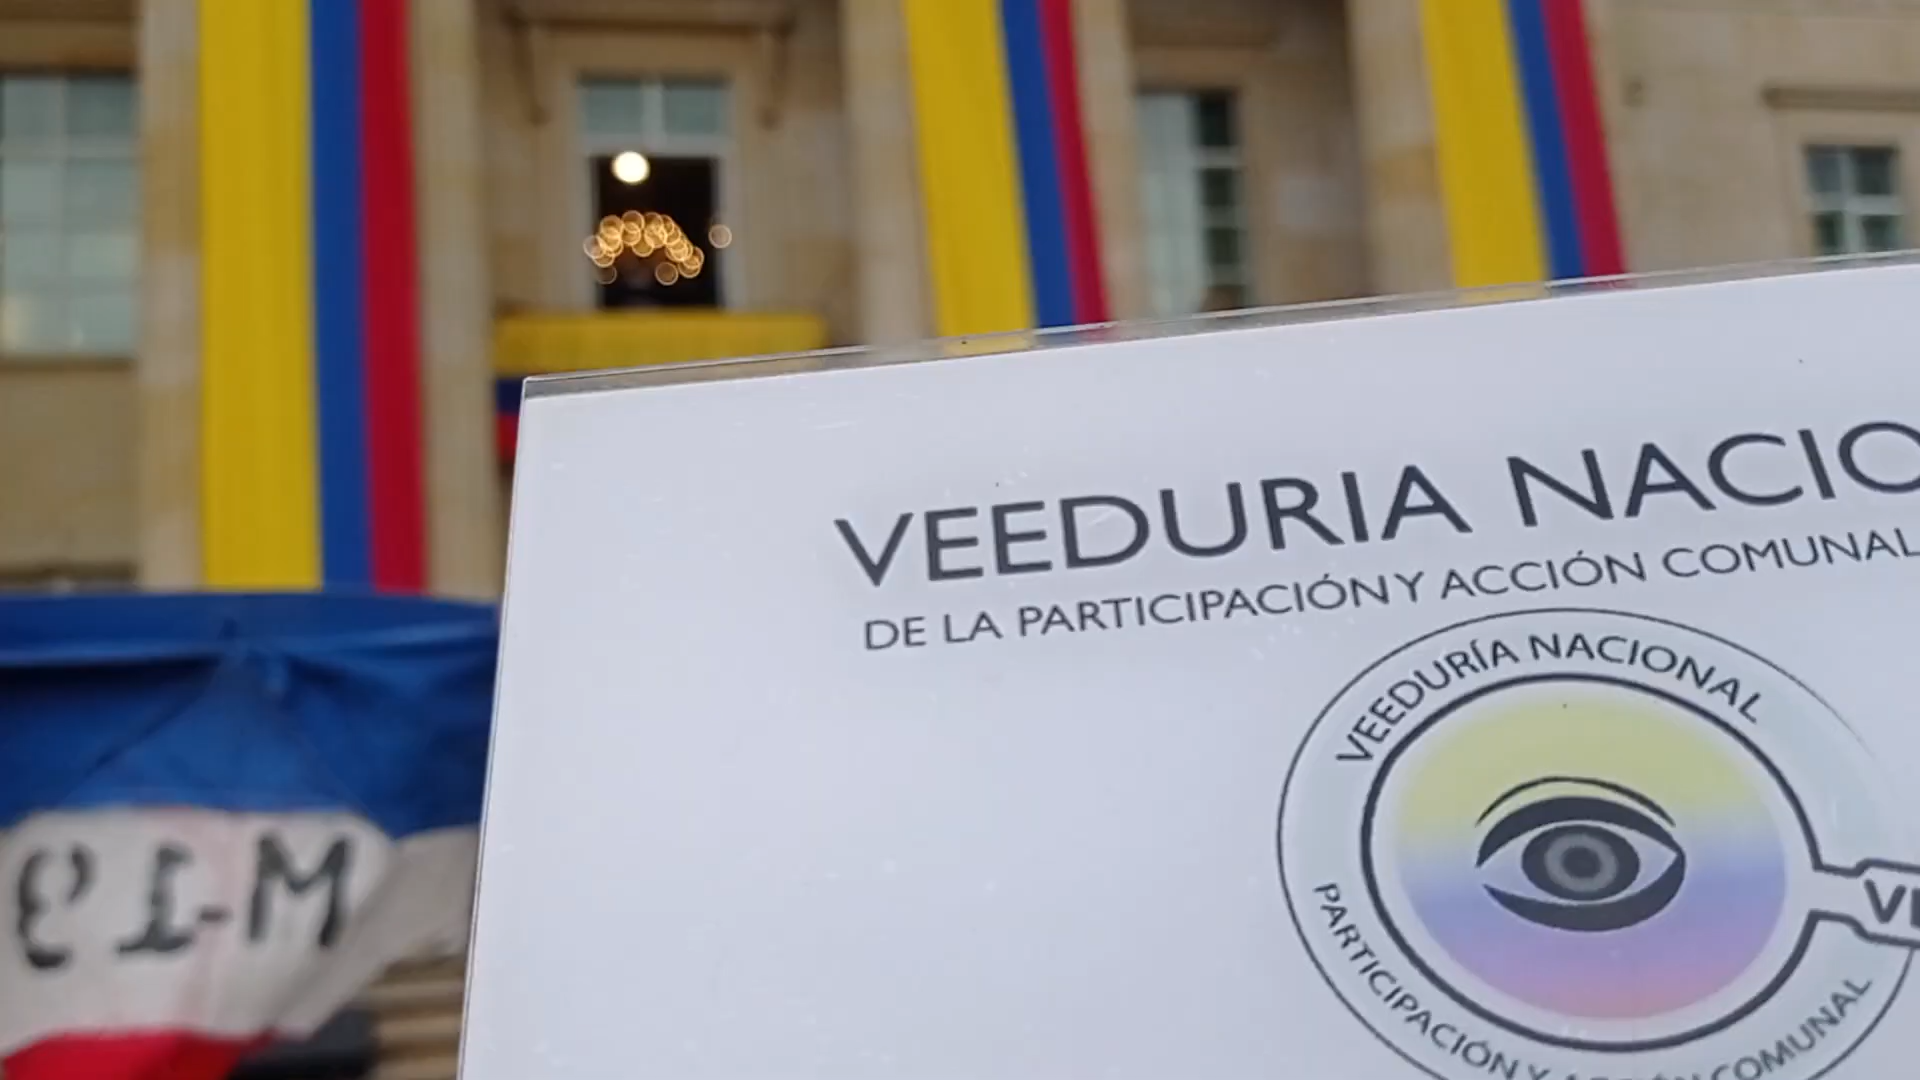 VEEDURIA NACIO
DE LA PARTICIPACIÓN Y ACCIÓN COMUNAL
VEEDURÍA NACIONAL
PARTICIPACIÓN Y ACCIÓN COMUNAL
M-19